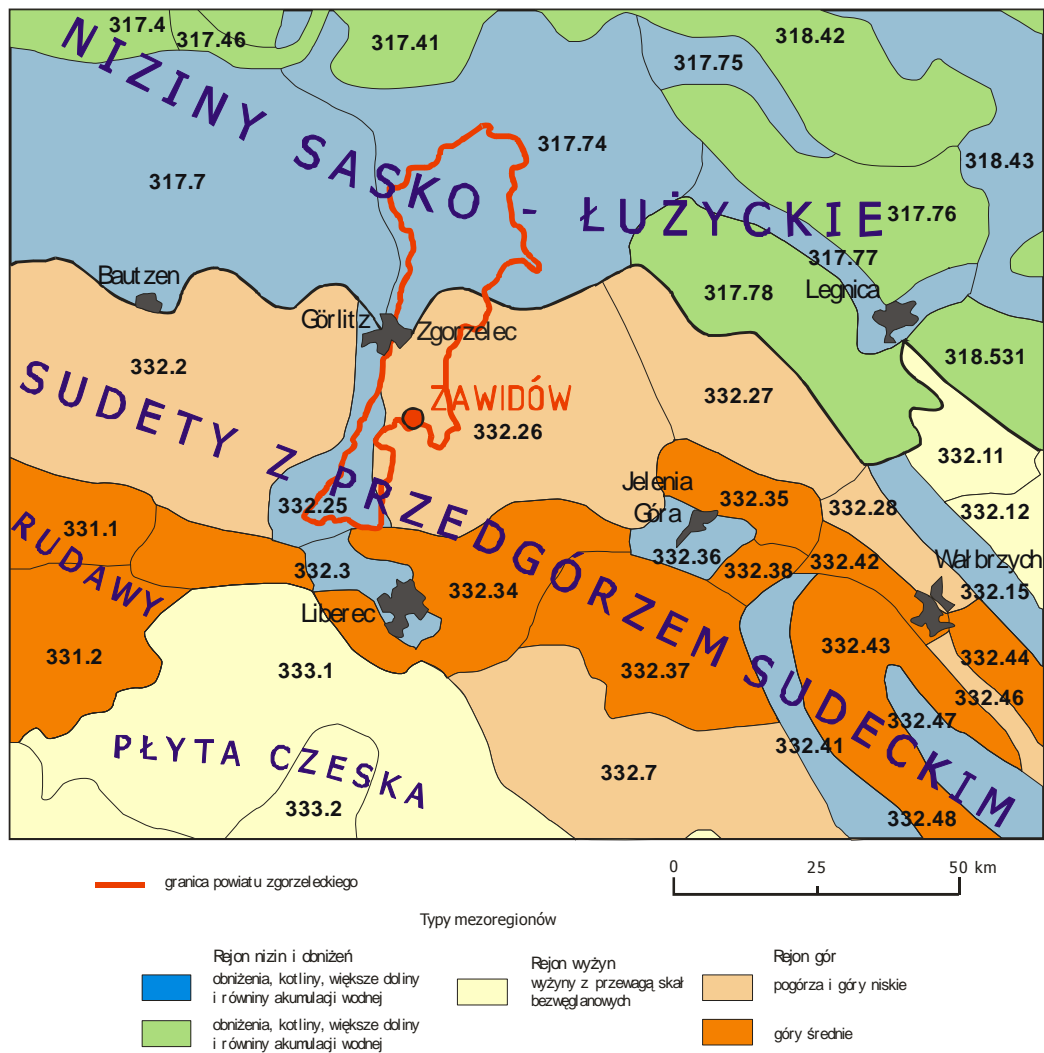 317.4
317.46
317.41
318.42
317.75
NIZINY SASKO - ŁUŻYCKIE
317.74
318.43
317.7
317.76
317.77
Bautzen
317.78
Legnica
Görlitz
Zgorzelec
318.531
332.2
SUDETY Z PRZEDGÓRZEM SUDECKIM
ZAWIDÓW
332.27
332.26
332.11
Jelenia
Góra
332.35
332.25
332.28
332.12
331.1
RUDAWY
332.36
332.38
332.42
Wałbrzych
332.3
332.34
332.15
Liberec
331.2
333.1
332.37
332.43
332.44
332.46
332.47
PŁYTA CZESKA
332.41
332.7
333.2
332.48
granica powiatu zgorzeleckiego
0 25 50 km
Typy mezoregionów
Rejon nizin i obniżeń
obniżenia, kotliny, większe doliny
i równiny akumulacji wodnej
obniżenia, kotliny, większe doliny
i równiny akumulacji wodnej
Rejon wyżyn
wyżyny z przewagą skał
bezwęglanowych
Rejon gór
pogórza i góry niskie
góry średnie